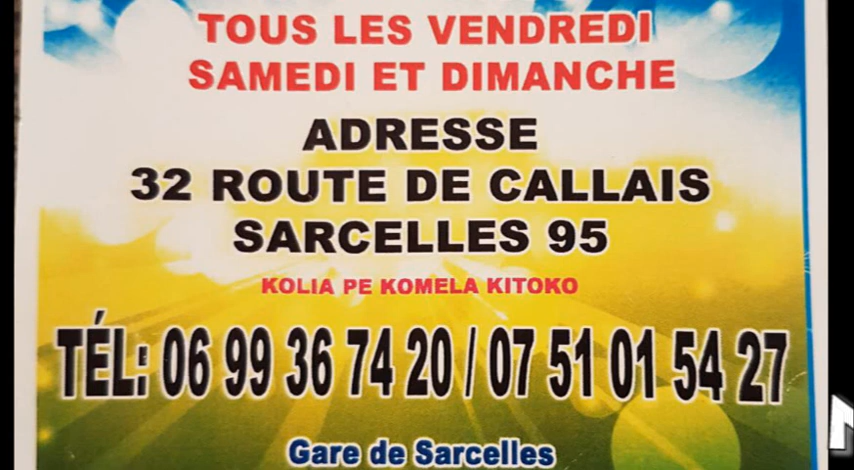 TOUS LES VENDREDI
SAMEDI ET DIMANCHE
ADRESSE
32 ROUTE DE CALLAIS
SARCELLES 95
KOLIA PE KOMELA KITOKO
TÉL: 06 99 36 74 20 / 07 51 01 54 27
Gare de Sarcelles